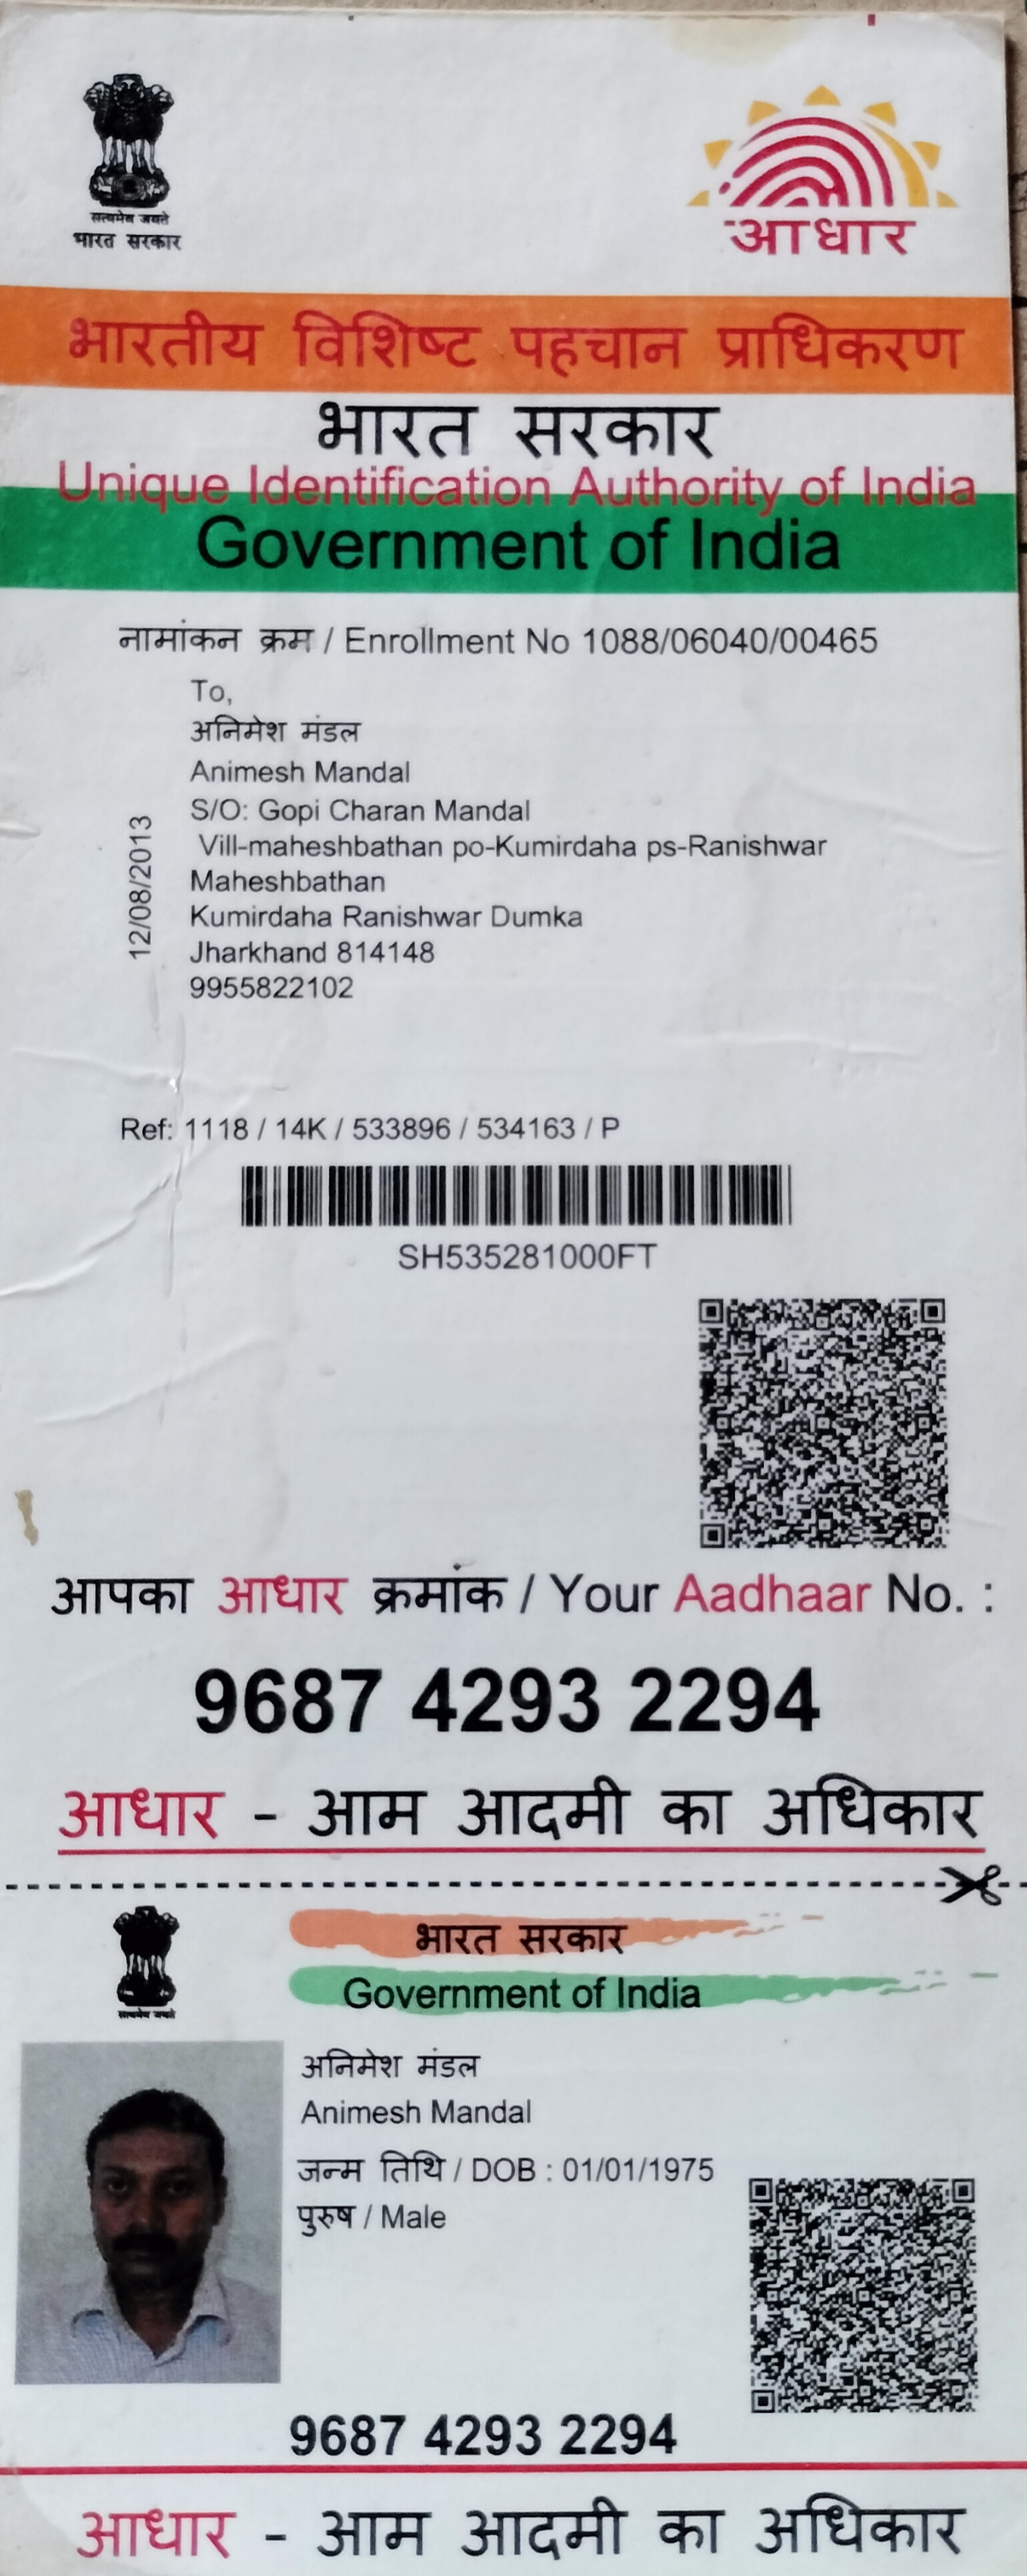 सत्यमेव जयते
भारत सरकार
आधार
भारतीय विशिष्ट पहचान प्राधिकरण
भारत सरकार
Unique Identification Authority of India
Government of India
नामांकन क्रम / Enrollment No 1088/06040/00465
To,
अनिमेश मंडल
Animesh Mandal
S/O: Gopi Charan Mandal
Vill-maheshbathan po-Kumirdaha ps-Ranishwar
Maheshbathan
Kumirdaha Ranishwar Dumka
Jharkhand 814148
9955822102
12/08/2013
Ref: 1118 / 14K / 533896 / 534163 / P
SH535281000FT
आपका आधार क्रमांक / Your Aadhaar No. :
9687 4293 2294
आधार - आम आदमी का अधिकार
सत्यमेव जयते
भारत सरकार
Government of India
अनिमेश मंडल
Animesh Mandal
जन्म तिथि / DOB : 01/01/1975
पुरुष / Male
9687 4293 2294
आधार - आम आदमी का अधिकार